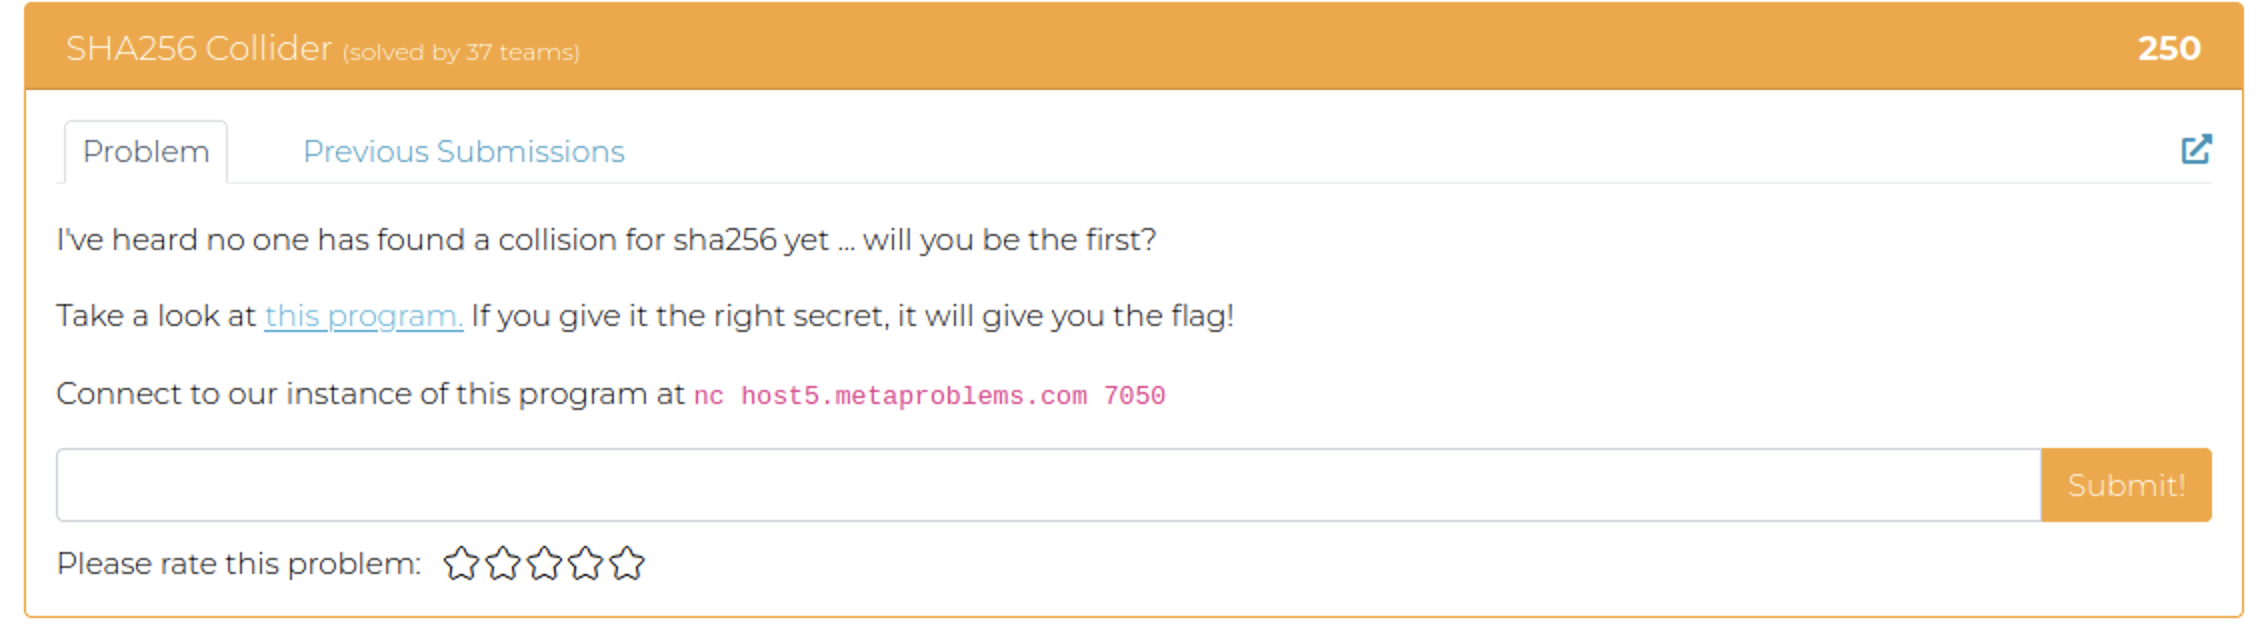 SHA256 Collider (solved by 37 teams) 250
Problem Previous Submissions
I've heard no one has found a collision for sha256 yet ... will you be the first?
Take a look at this program. If you give it the right secret, it will give you the flag!
Connect to our instance of this program at nc host5.metaproblems.com 7050
Submit!
Please rate this problem: